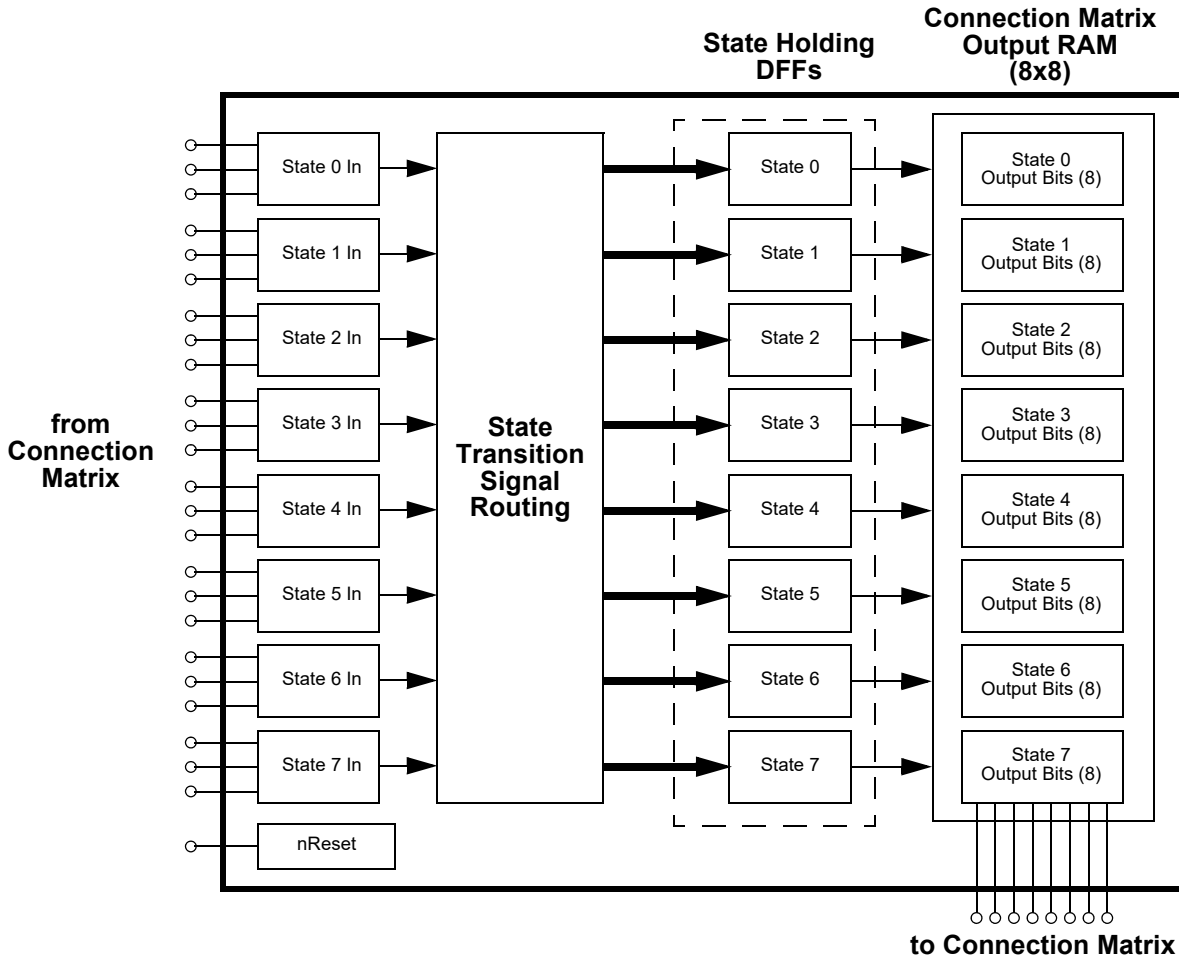 State Holding
DFFs
Connection Matrix
Output RAM
(8x8)
from
Connection
Matrix
State 0 In
State 1 In
State 2 In
State 3 In
State 4 In
State 5 In
State 6 In
State 7 In
nReset
State
Transition
Signal
Routing
State 0
State 1
State 2
State 3
State 4
State 5
State 6
State 7
State 0
Output Bits (8)
State 1
Output Bits (8)
State 2
Output Bits (8)
State 3
Output Bits (8)
State 4
Output Bits (8)
State 5
Output Bits (8)
State 6
Output Bits (8)
State 7
Output Bits (8)
to Connection Matrix